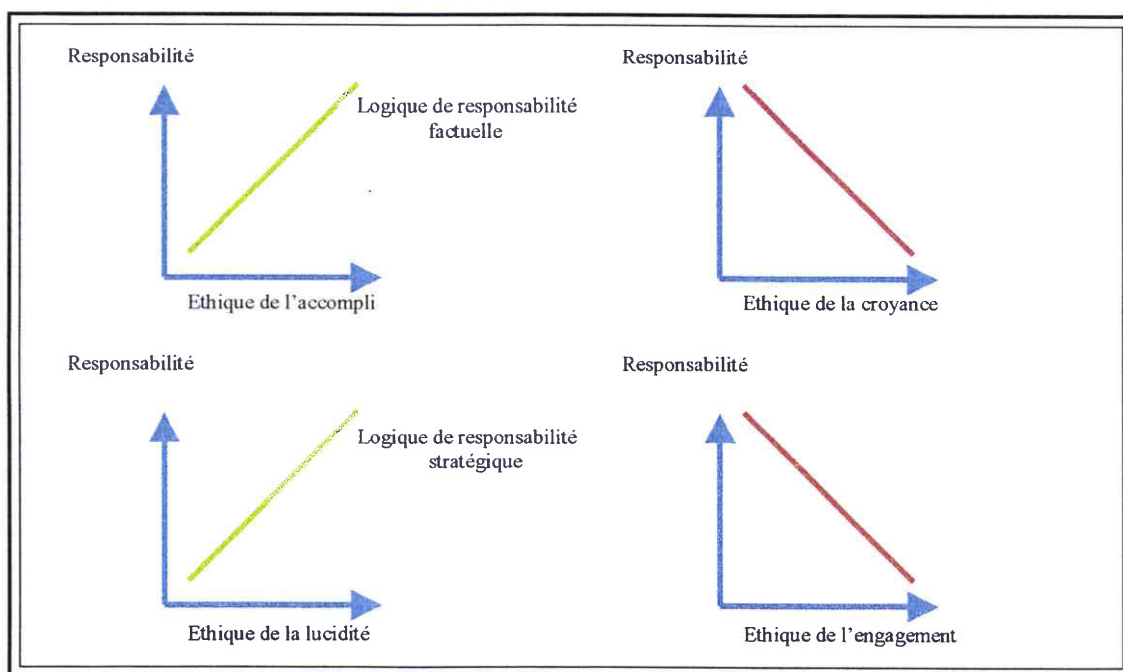 Responsabilité
Logique de responsabilité
factuelle
Ethique de l'accompli
Responsabilité
Ethique de la croyance
Responsabilité
Logique de responsabilité
stratégique
Ethique de la lucidité
Responsabilité
Ethique de l'engagement